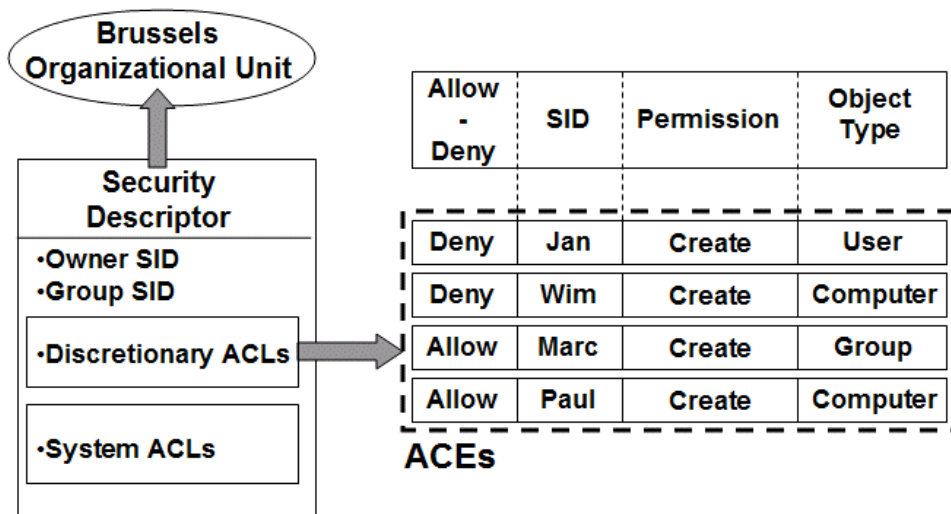 Brussels
Organizational Unit
Security
Descriptor
•Owner SID
•Group SID
•Discretionary ACLs
•System ACLs
Allow
-
Deny
SID
Permission
Object
Type
Deny Jan Create User
Deny Wim Create Computer
Allow Marc Create Group
Allow Paul Create Computer
ACEs